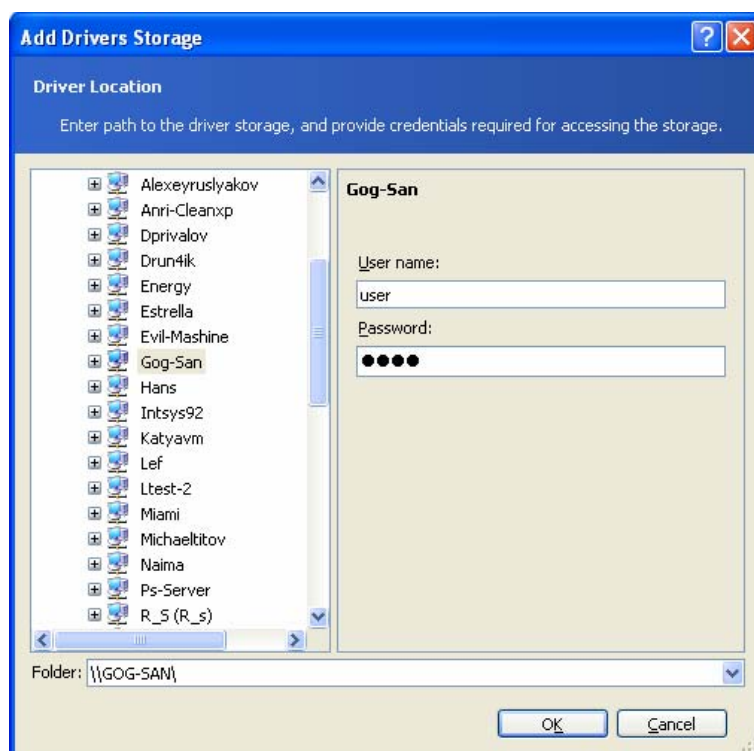 Add Drivers Storage
Driver Location
Enter path to the driver storage, and provide credentials required for accessing the storage.
Alexeyruslyakov
Anri-Cleanxp
Dprivalov
Drun4ik
Energy
Estrella
Evil-Mashine
Gog-San
Hans
Intsys92
Katyavm
Lef
Ltest-2
Miami
Michaeltitov
Naima
Ps-Server
R_S (R_s)
Gog-San
User name:
user
Password:
●●●●
Folder: \\GOG-SAN\
OK Cancel